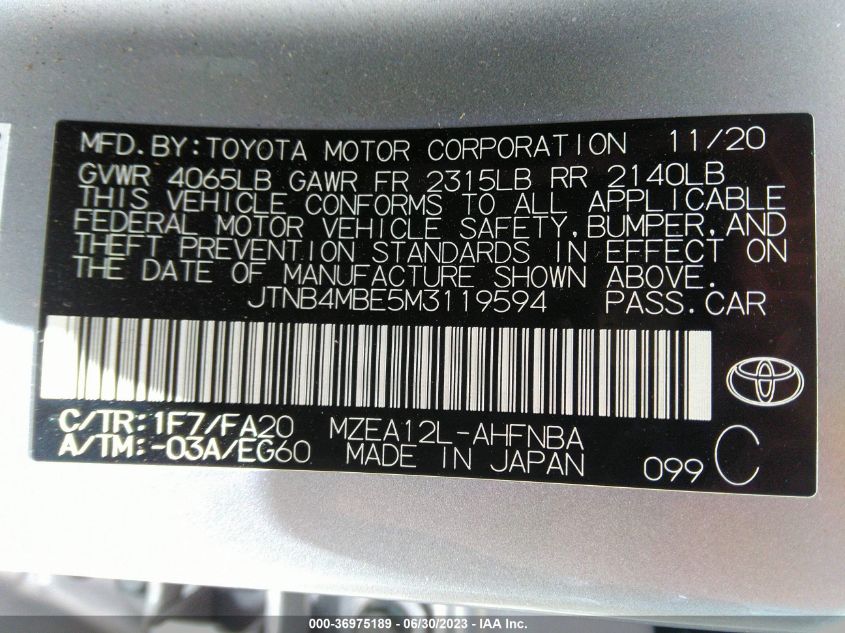 MFD. BY: TOYOTA MOTOR CORPORATION 11/20
GVWR 4065LB GAWR FR 2315LB RR 2140LB
THIS VEHICLE CONFORMS TO ALL APPLICABLE
FEDERAL MOTOR VEHICLE SAFETY, BUMPER, AND
THEFT PREVENTION STANDARDS IN EFFECT ON
THE DATE OF MANUFACTURE SHOWN ABOVE.
JTNB4MBE5M3119594 PASS. CAR
C/TR: 1F7/FA20 MZEA12L-AHFNBA
A/TM: -03A/EG60 MADE IN JAPAN 099 C
000-36975189 - 06/30/2023 - IAA Inc.